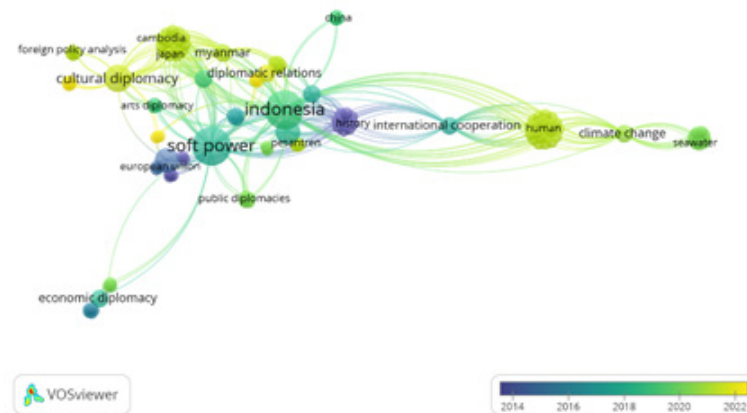 china
cambodia
foreign policy analysis
japan
myanmar
cultural diplomacy
diplomatic relations
arts diplomacy
indonesia
history
international cooperation
human
climate change
soft power
pesantren
seawater
european union
public diplomacies
economic diplomacy
VOSviewer
2014 2016 2018 2020 2022